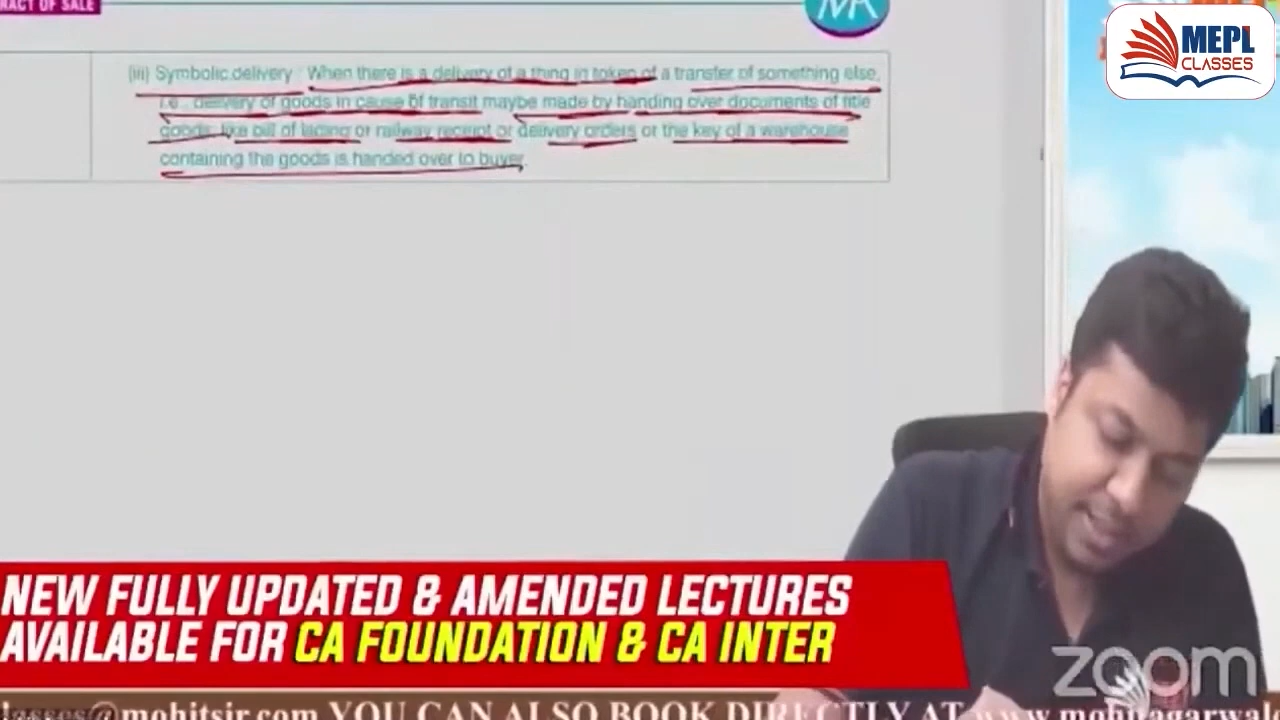 RACT OF SALE
MA
MEPL
CLASSES
(iii) Symbolic delivery : When there is a delivery of a thing in token of a transfer of something else,
i.e., delivery of goods in cause of transit maybe made by handing over documents of title
goods, like bill of lading or railway receipt or delivery orders or the key of a warehouse
containing the goods is handed over to buyer.
NEW FULLY UPDATED & AMENDED LECTURES
AVAILABLE FOR CA FOUNDATION & CA INTER
zoom
@mohitsir.com YOU CAN ALSO BOOK DIRECTLY AT www.mohitagarwal